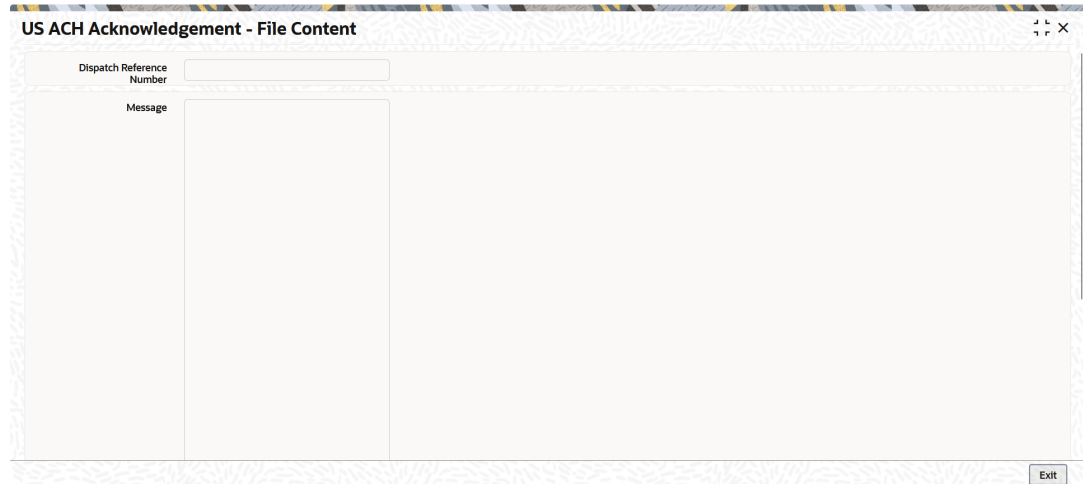 US ACH Acknowledgement - File Content
Dispatch Reference
Number
Message
Exit